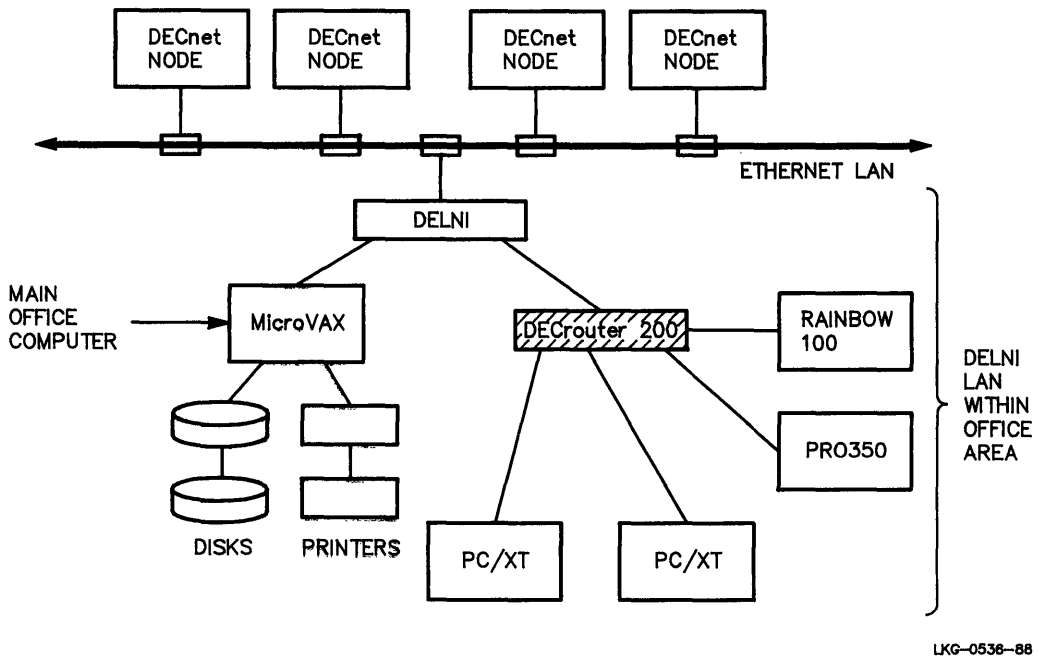 DECnet
NODE
DECnet
NODE
DECnet
NODE
DECnet
NODE
ETHERNET LAN
DELNI
MAIN
OFFICE
COMPUTER
MicroVAX
DECrouter 200
RAINBOW
100
PRO350
DELNI
LAN
WITHIN
OFFICE
AREA
DISKS
PRINTERS
PC/XT
PC/XT
LKG-0536-88